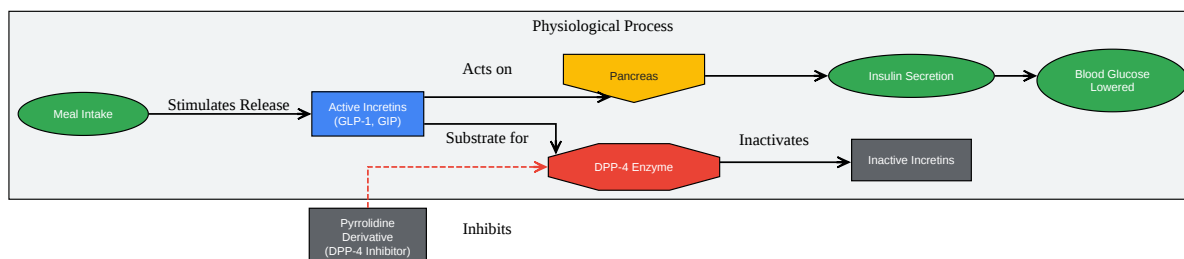 Physiological Process
Acts on
Pancreas
Insulin Secretion
Blood Glucose
Lowered
Meal Intake
Stimulates Release
Active Incretins
(GLP-1, GIP)
Substrate for
Inactivates
DPP-4 Enzyme
Inactive Incretins
Pyrrolidine
Derivative
(DPP-4 Inhibitor)
Inhibits